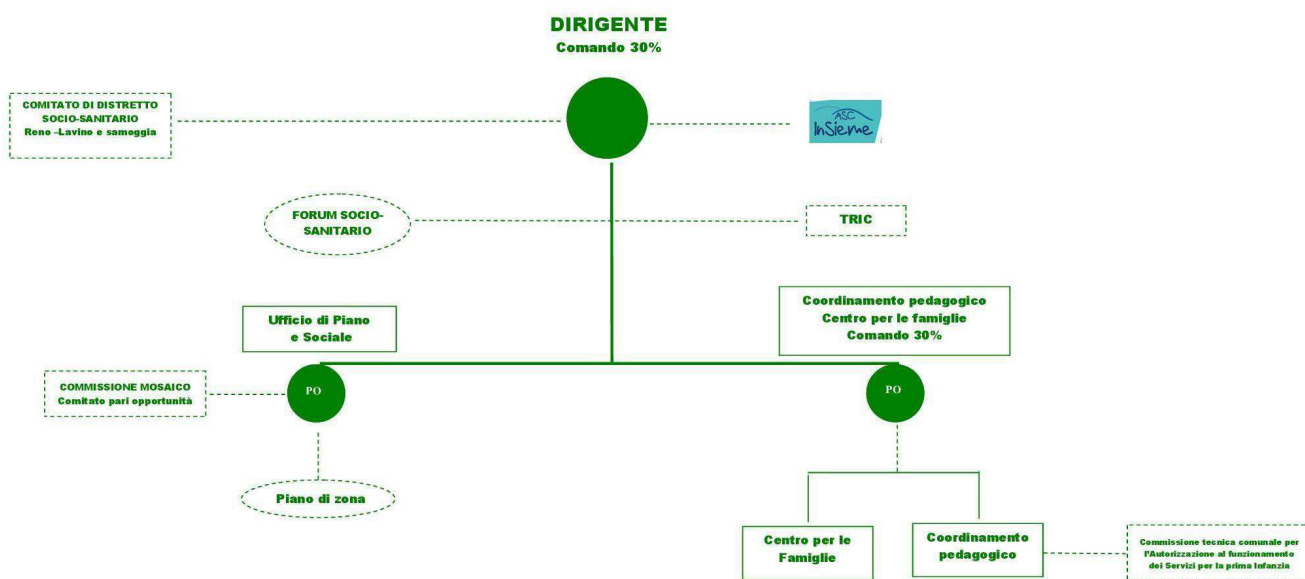 DIRIGENTE
Comando 30%
COMITATO DI DISTRETTO
SOCIO-SANITARIO
Reno –Lavino e samoggia
ASC
InSieme
FORUM SOCIO-
SANITARIO
TRIC
Ufficio di Piano
e Sociale
Coordinamento pedagogico
Centro per le famiglie
Comando 30%
COMMISSIONE MOSAICO
Comitato pari opportunità
PO
PO
Piano di zona
Centro per le
Famiglie
Coordinamento
pedagogico
Commissione tecnica comunale per
l'Autorizzazione al funzionamento
dei Servizi per la prima Infanzia